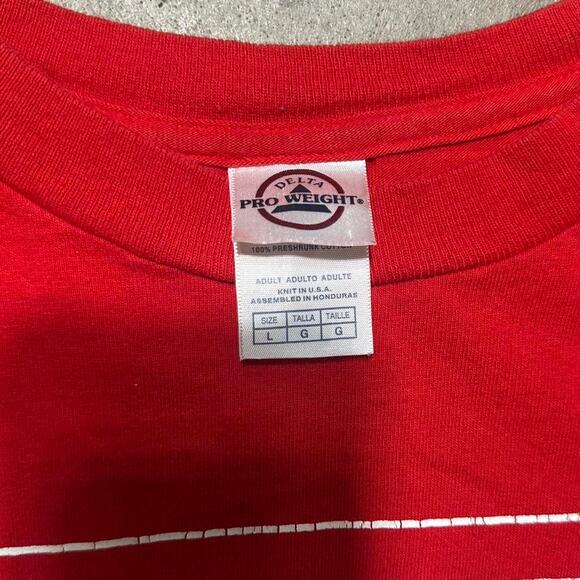 DELTA
PRO WEIGHT®
100% PRESHRUNK COTTON
ADULT ADULTO ADULTE
KNIT IN U.S.A.
ASSEMBLED IN HONDURAS
SIZE TALLA TAILLE
L G G